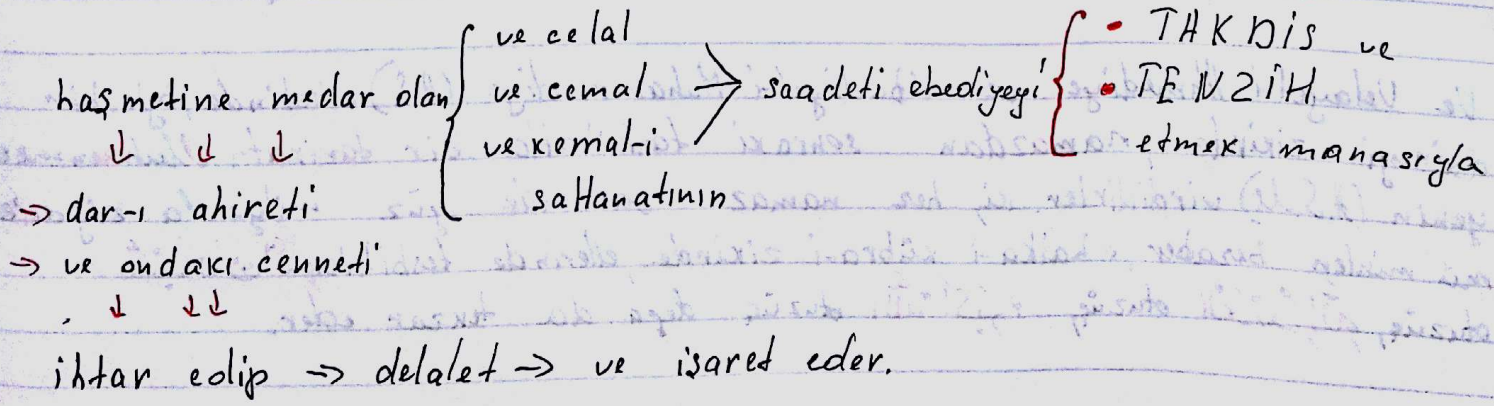 haşmetine medar olan { ve celal
ve cemal → saadeti ebediyeyi { • TAKDİS ve
ve kemal-i • TENZİH
saltanatının etmek manasıyla
↓ ↓ ↓
→ dar-ı ahireti
→ ve ondaki cenneti
↓ ↓↓
ihtar edip → delalet → ve işaret eder.